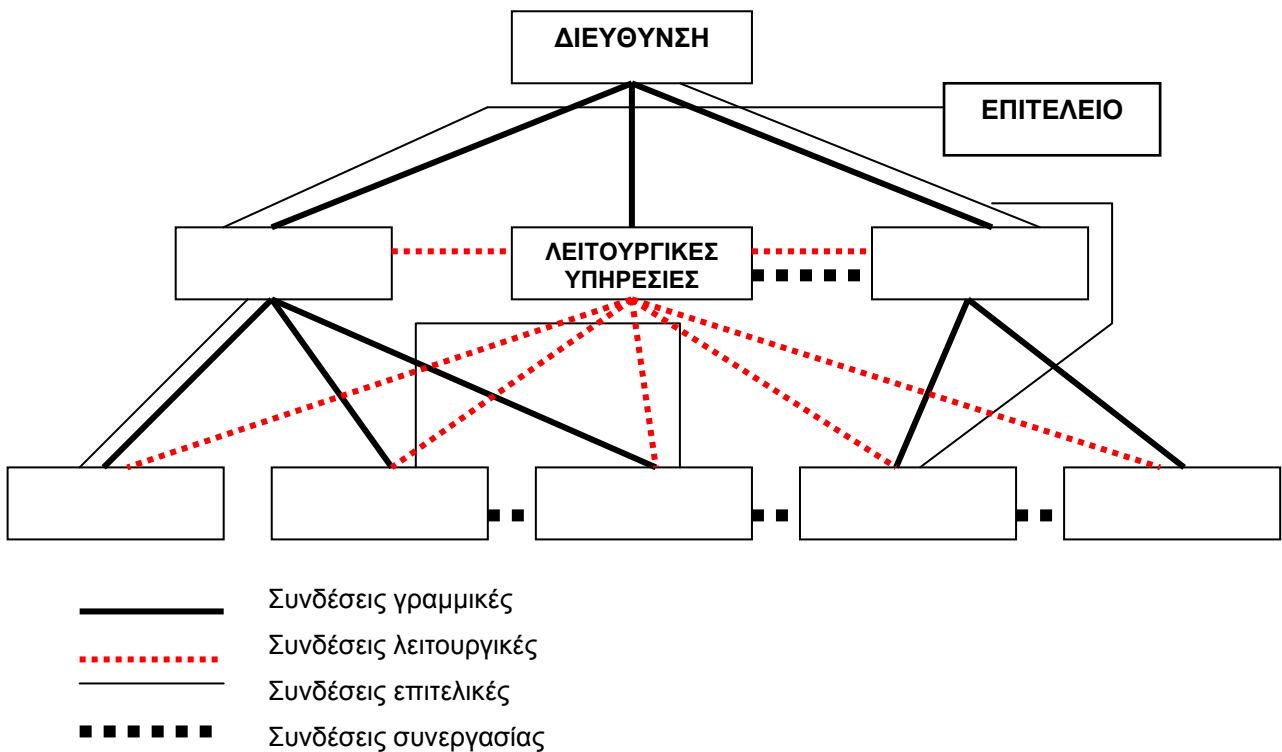 ΔΙΕΥΘΥΝΣΗ
ΕΠΙΤΕΛΕΙΟ
ΛΕΙΤΟΥΡΓΙΚΕΣ
ΥΠΗΡΕΣΙΕΣ
Συνδέσεις γραμμικές
Συνδέσεις λειτουργικές
Συνδέσεις επιτελικές
Συνδέσεις συνεργασίας